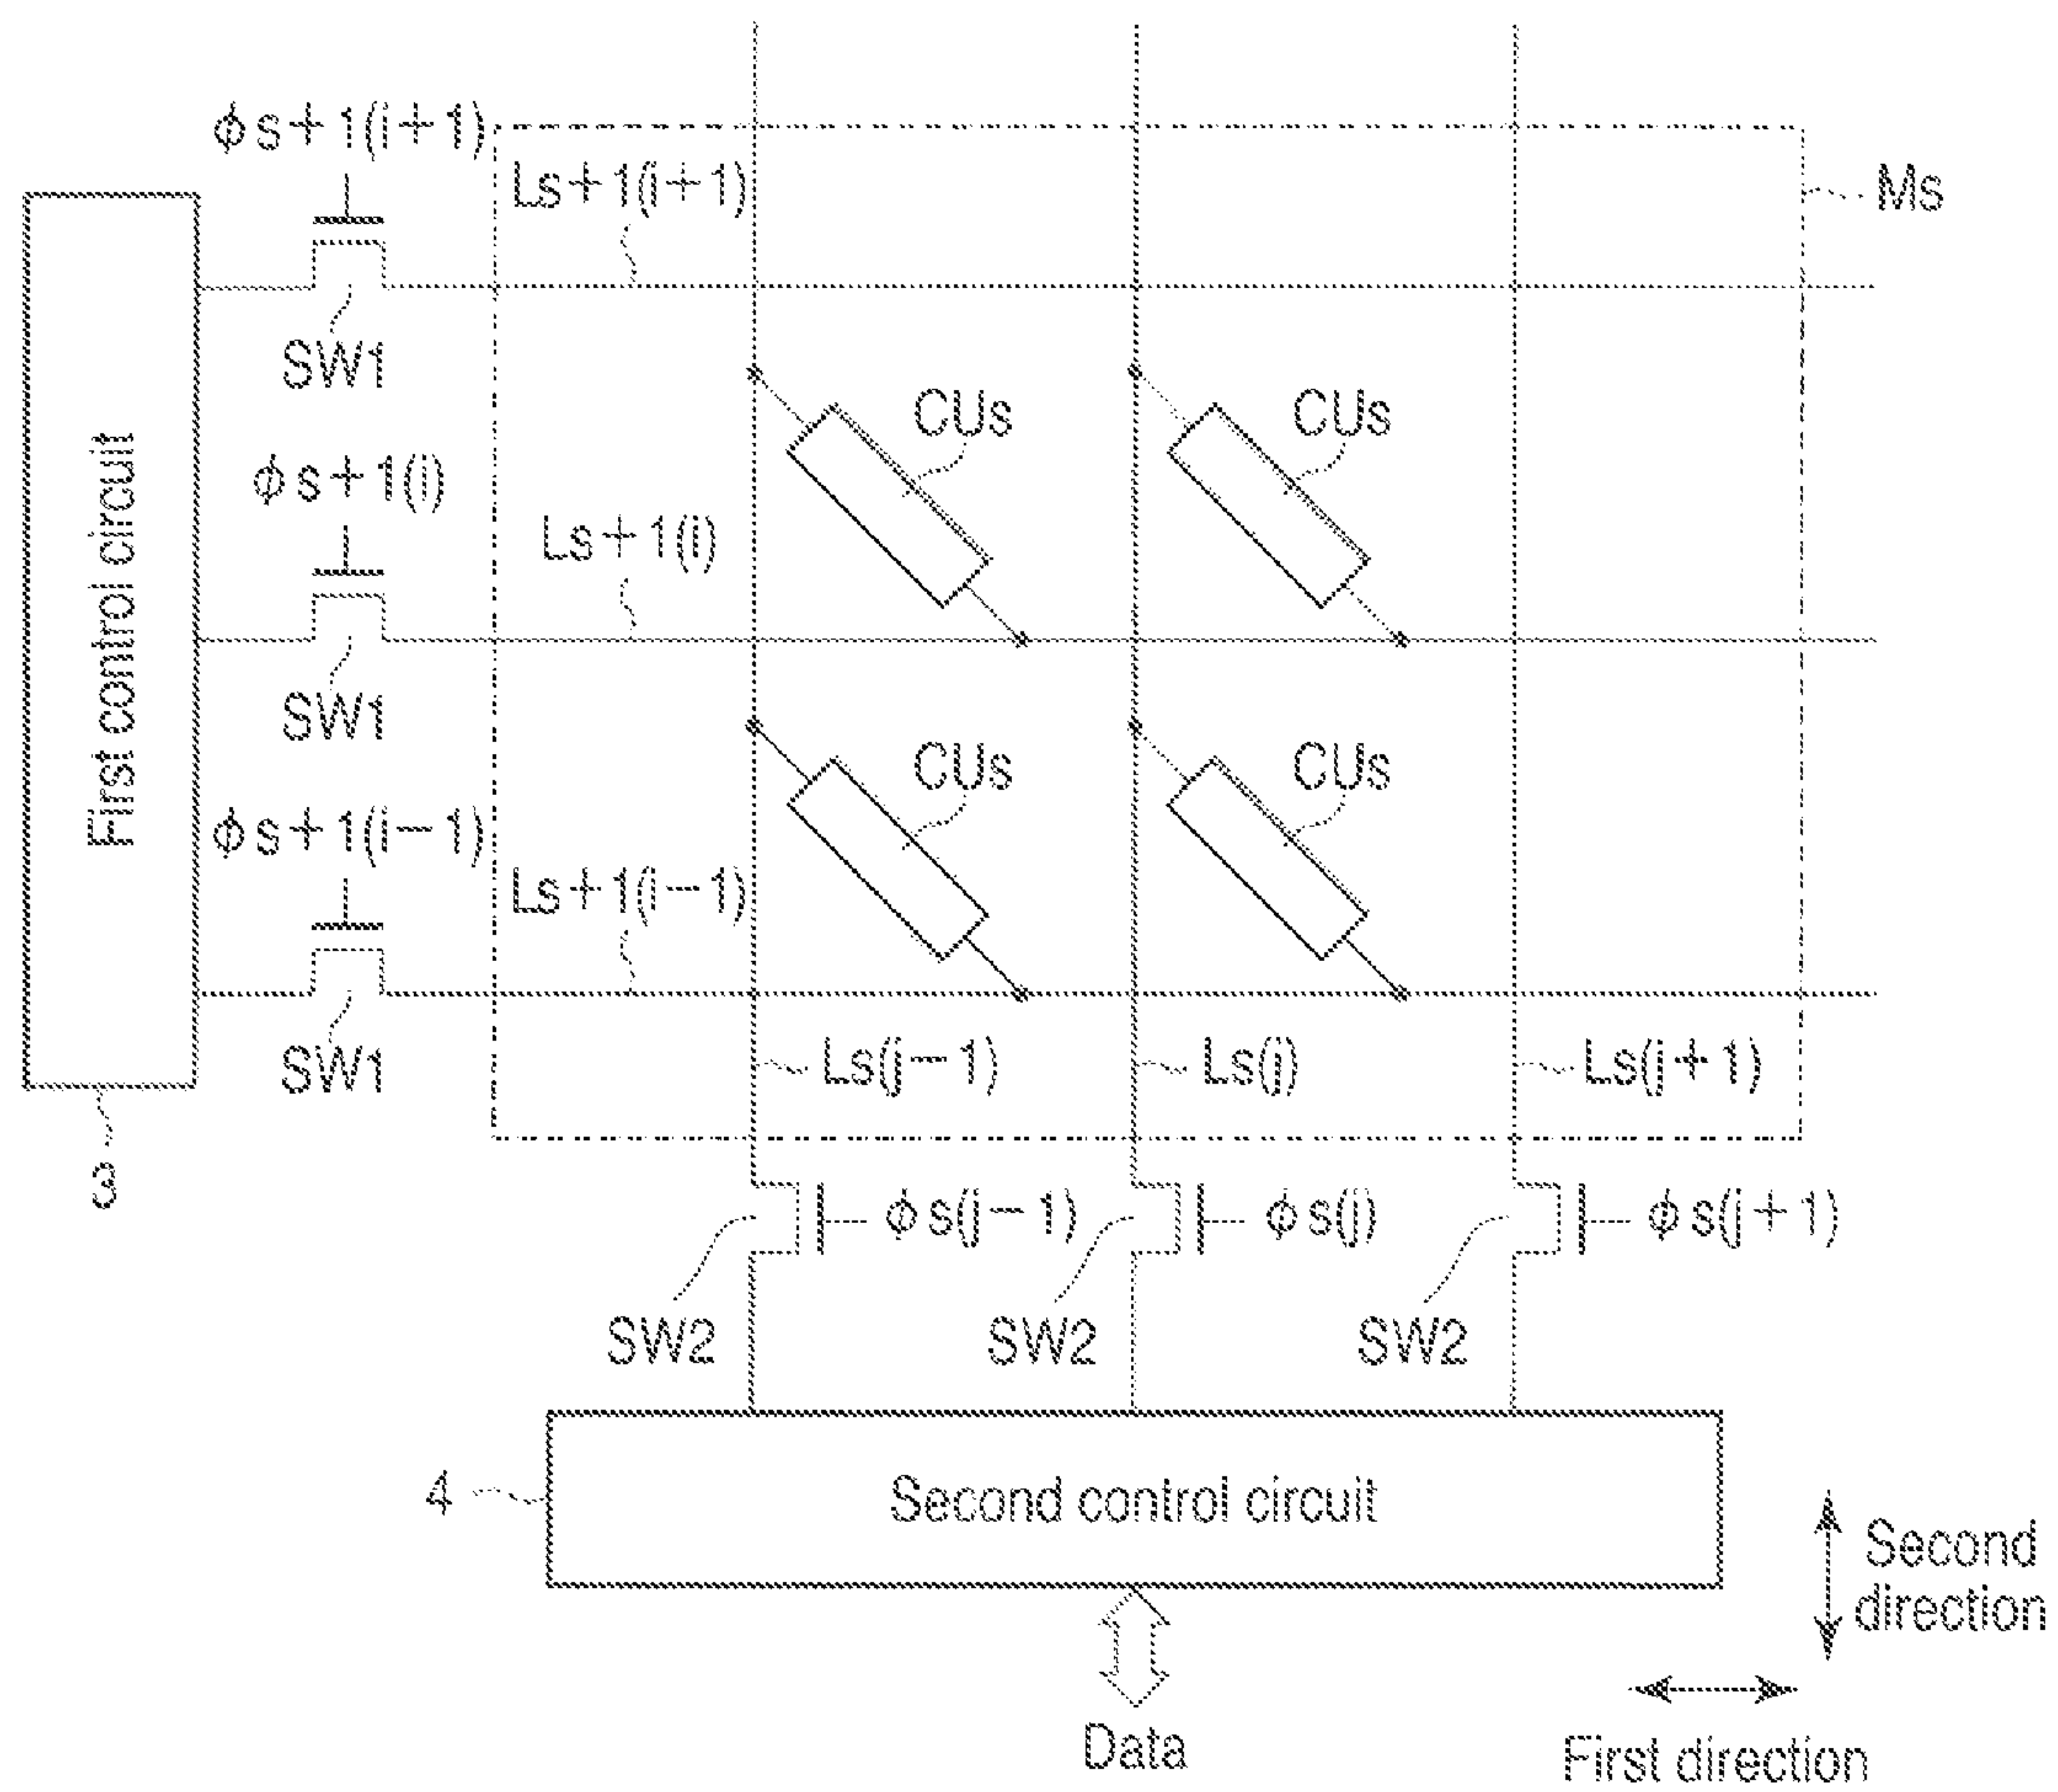 ϕs+1(i+1)
Ls+1(i+1)
Ms
SW1
CUs
CUs
ϕs+1(i)
Ls+1(i)
First control circuit
SW1
CUs
CUs
ϕs+1(i−1)
Ls+1(i−1)
SW1
Ls(j−1)
Ls(j)
Ls(j+1)
3
ϕs(j−1)
ϕs(j)
ϕs(j+1)
SW2
SW2
SW2
4
Second control circuit
Second
direction
Data
First direction